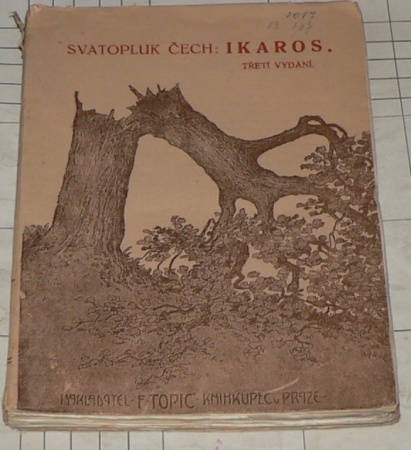 SVATOPLUK ČECH: IKAROS.
TŘETÍ VYDÁNÍ.
NAKLADATEL · F · TOPIČ · KNIHKUPEC V PRAZE ·